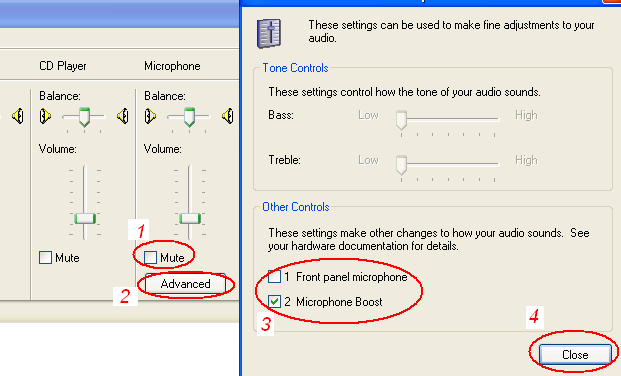 CD Player
Microphone
Balance:
Balance:
Volume:
Volume:
1
Mute
Mute
2
Advanced
These settings can be used to make fine adjustments to your
audio.
Tone Controls
These settings control how the tone of your audio sounds.
Bass:
Low
High
Treble:
Low
High
Other Controls
These settings make other changes to how your audio sounds. See
your hardware documentation for details.
1 Front panel microphone
2 Microphone Boost
3
4
Close